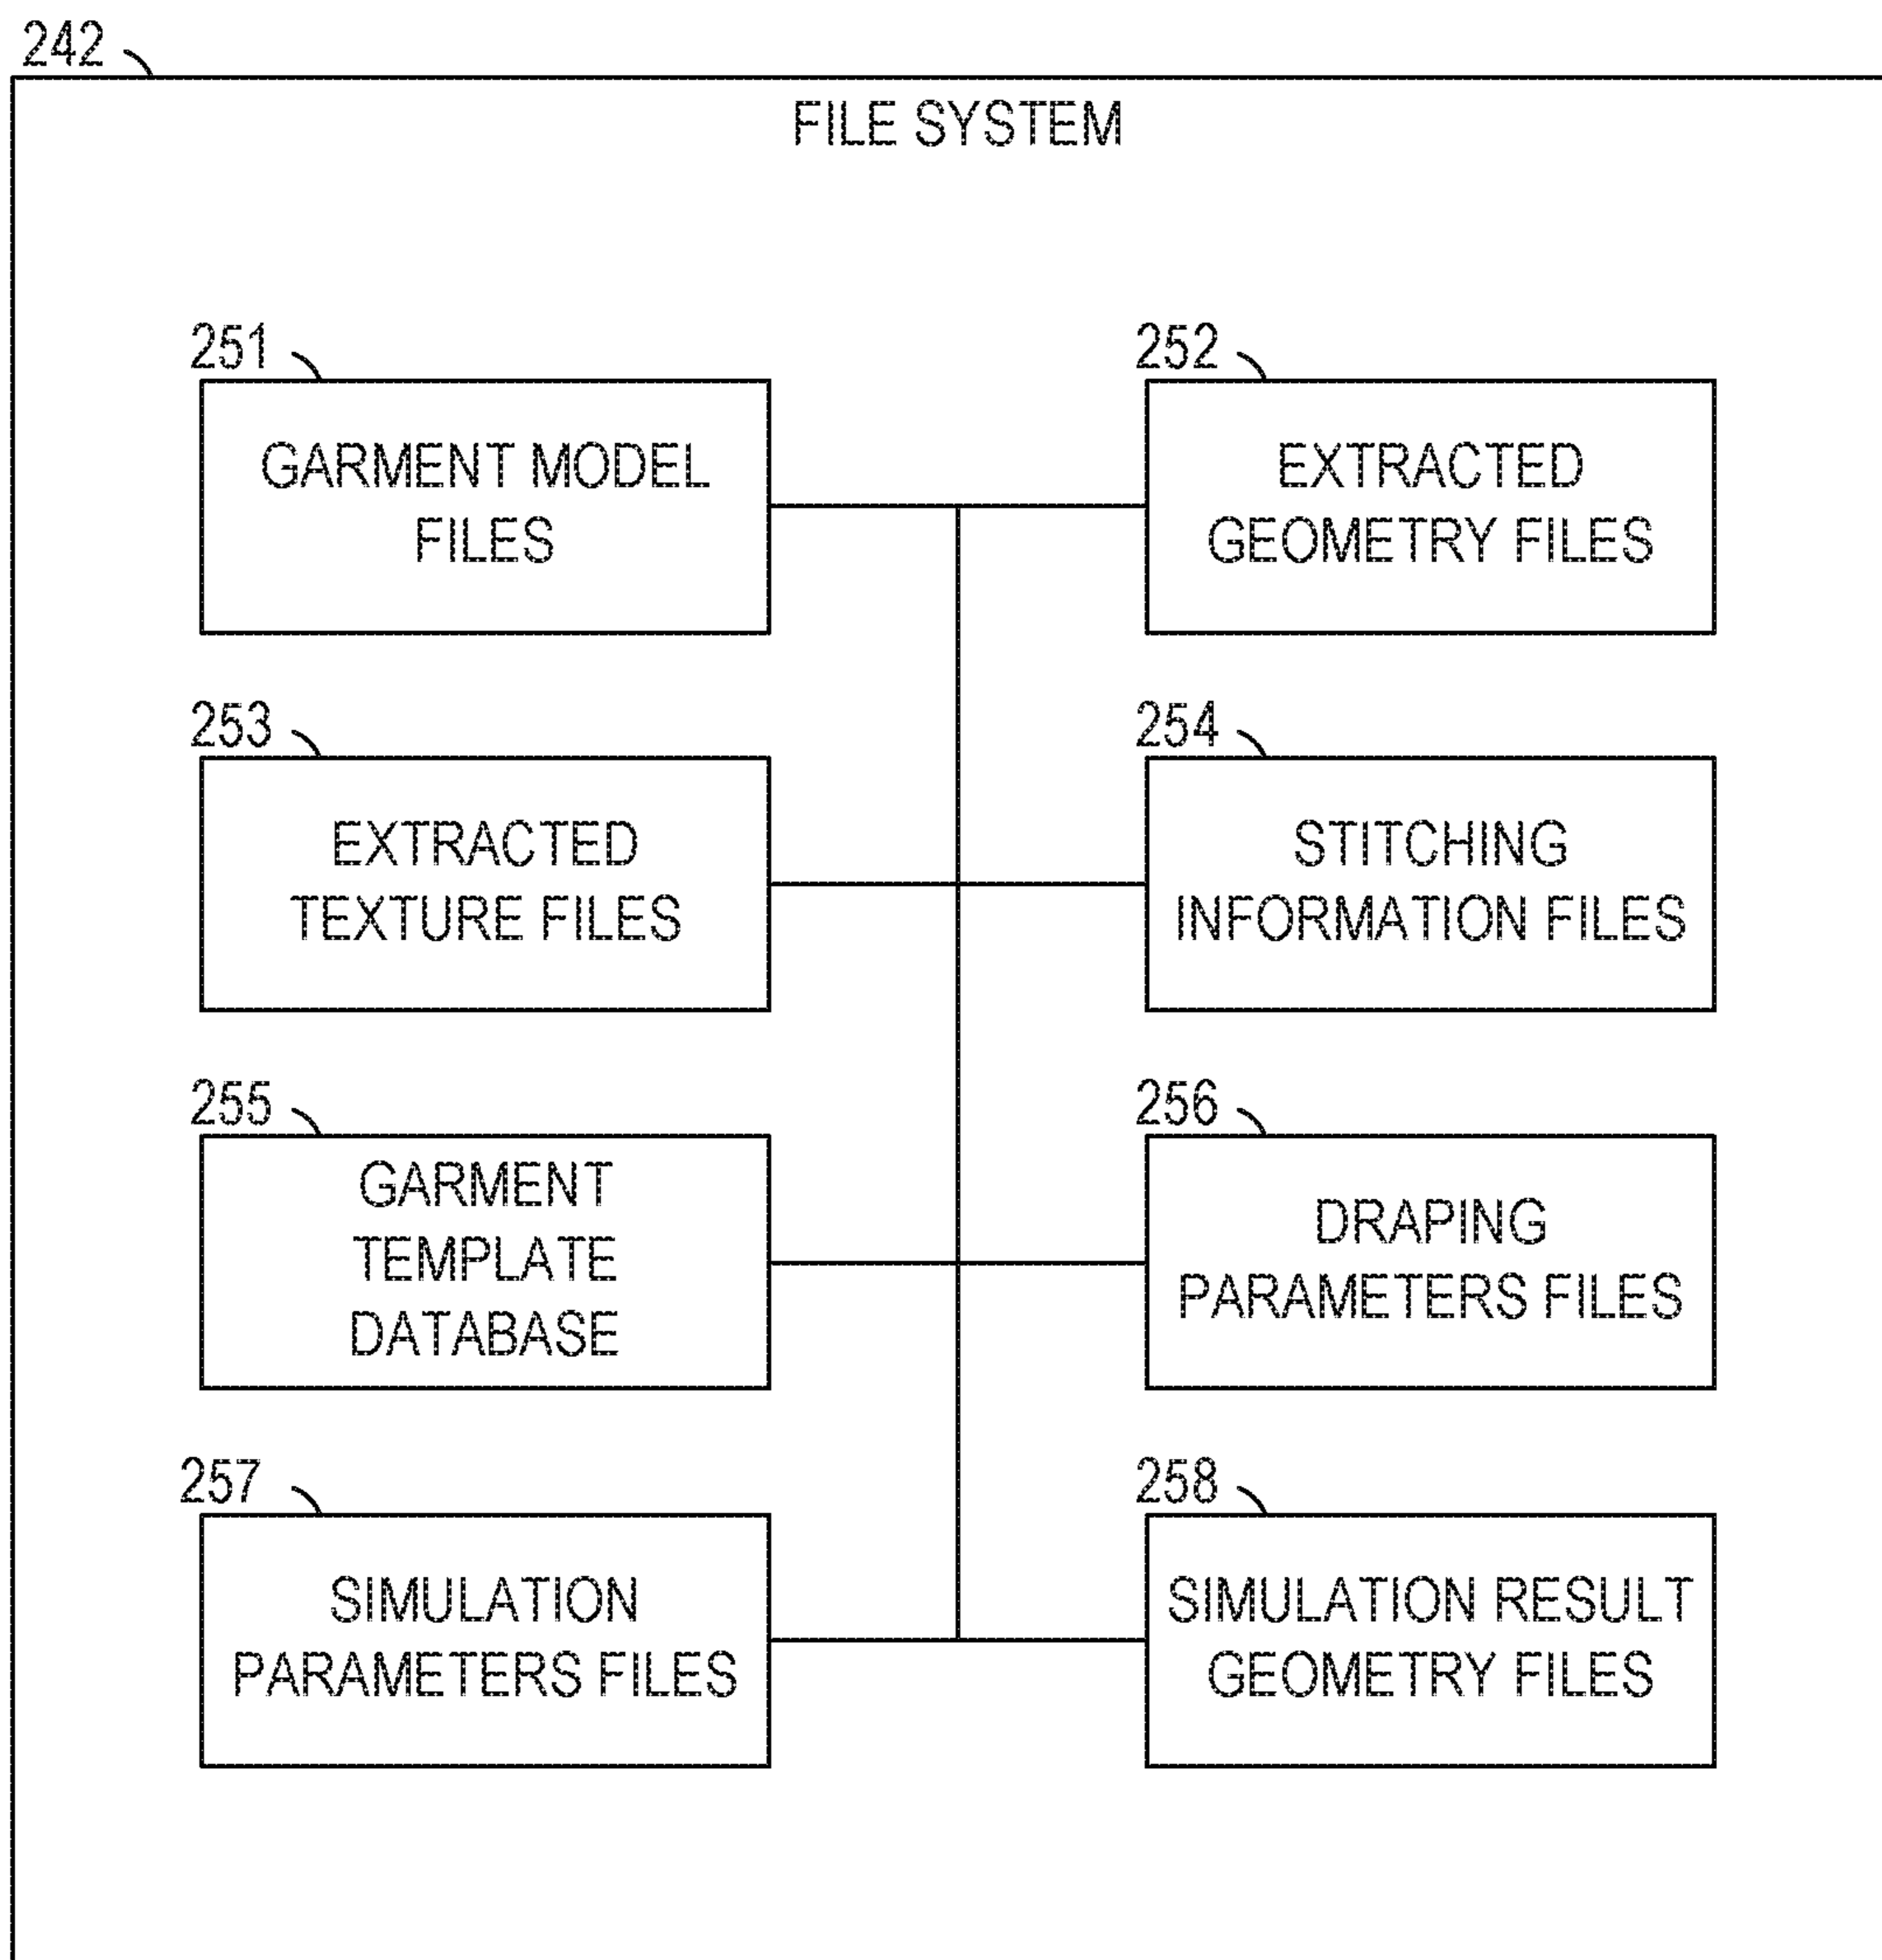 242
FILE SYSTEM
251
GARMENT MODEL
FILES
252
EXTRACTED
GEOMETRY FILES
253
EXTRACTED
TEXTURE FILES
254
STITCHING
INFORMATION FILES
255
GARMENT
TEMPLATE
DATABASE
256
DRAPING
PARAMETERS FILES
257
SIMULATION
PARAMETERS FILES
258
SIMULATION RESULT
GEOMETRY FILES